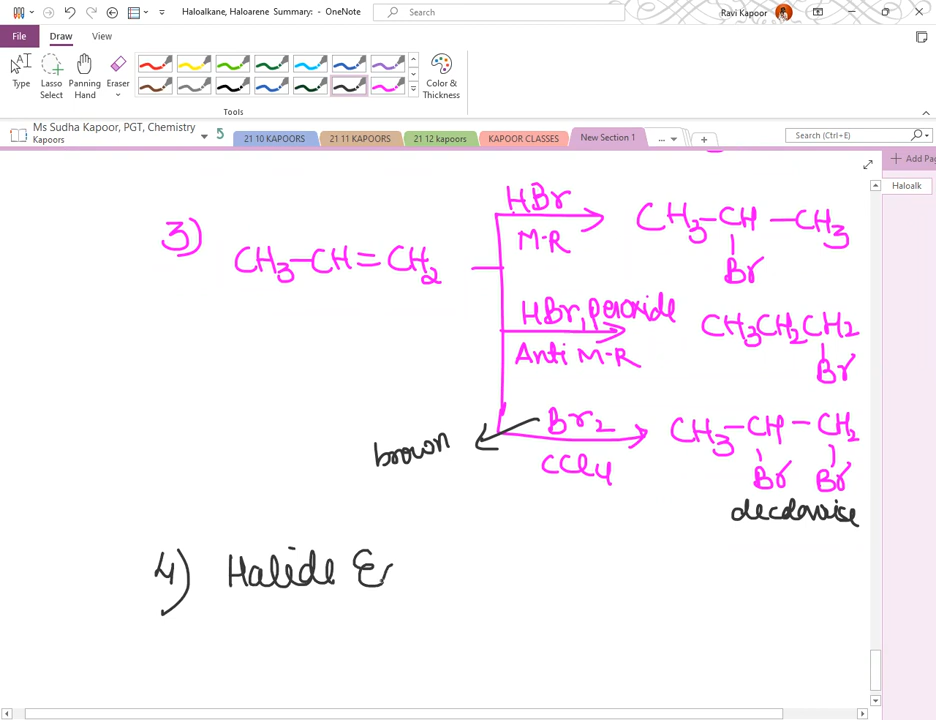 Haloalkane, Haloarene Summary: - OneNote
Search
Ravi Kapoor
File
Draw
View
Type
Lasso Select
Panning Hand
Eraser
Color & Thickness
Tools
Ms Sudha Kapoor, PGT, Chemistry
Kapoors
21 10 KAPOORS
21 11 KAPOORS
21 12 kapoors
KAPOOR CLASSES
New Section 1
...
Search (Ctrl+E)
Add Pag
Haloalk
3)
CH3-CH=CH2
HBr
M-R
CH3-CH-CH3
Br
HBr, Peroxide
Anti M-R
CH3CH2CH2
Br
brown
Br2
CCl4
CH3-CH-CH2
Br Br
4) Halide E